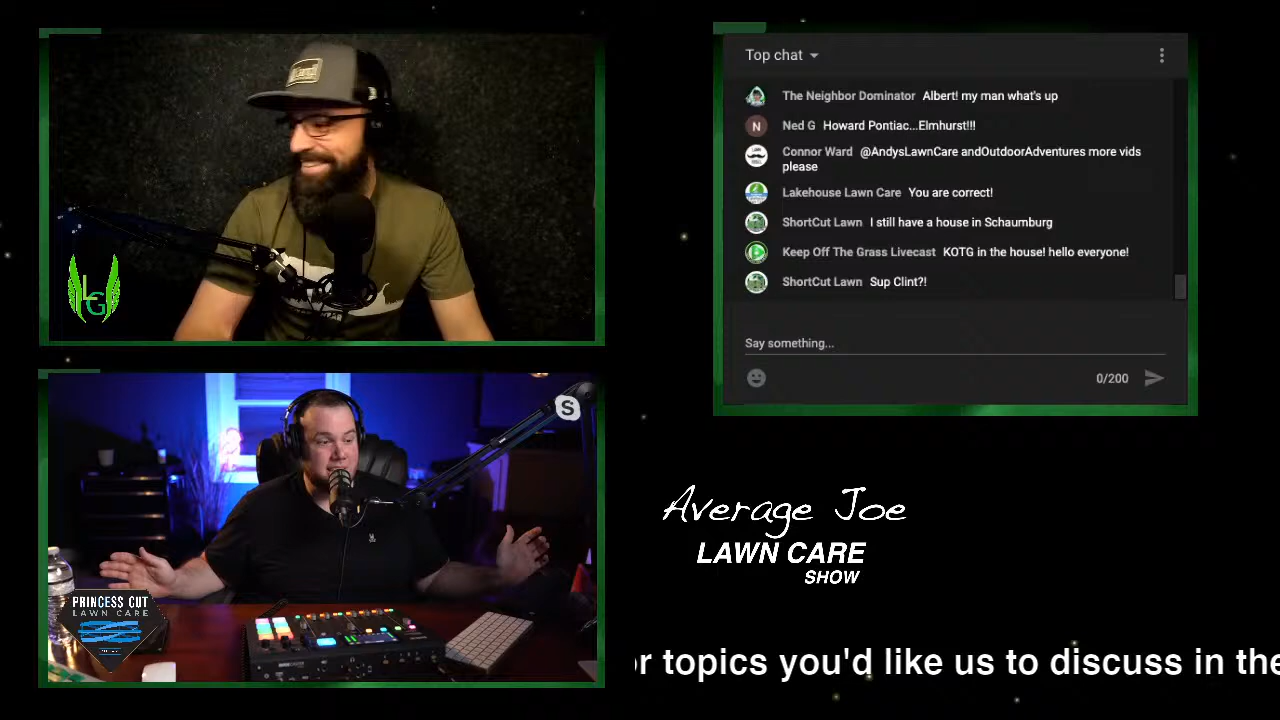 Top chat
The Neighbor Dominator Albert! my man what's up
N Ned G Howard Pontiac...Elmhurst!!!
Connor Ward @AndysLawnCare andOutdoorAdventures more vids
please
Lakehouse Lawn Care You are correct!
ShortCut Lawn I still have a house in Schaumburg
Keep Off The Grass Livecast KOTG in the house! hello everyone!
ShortCut Lawn Sup Clint?!
Say something...
0/200
LG
S
PRINCESS CUT
LAWN CARE
Average Joe
LAWN CARE
SHOW
r topics you'd like us to discuss in the